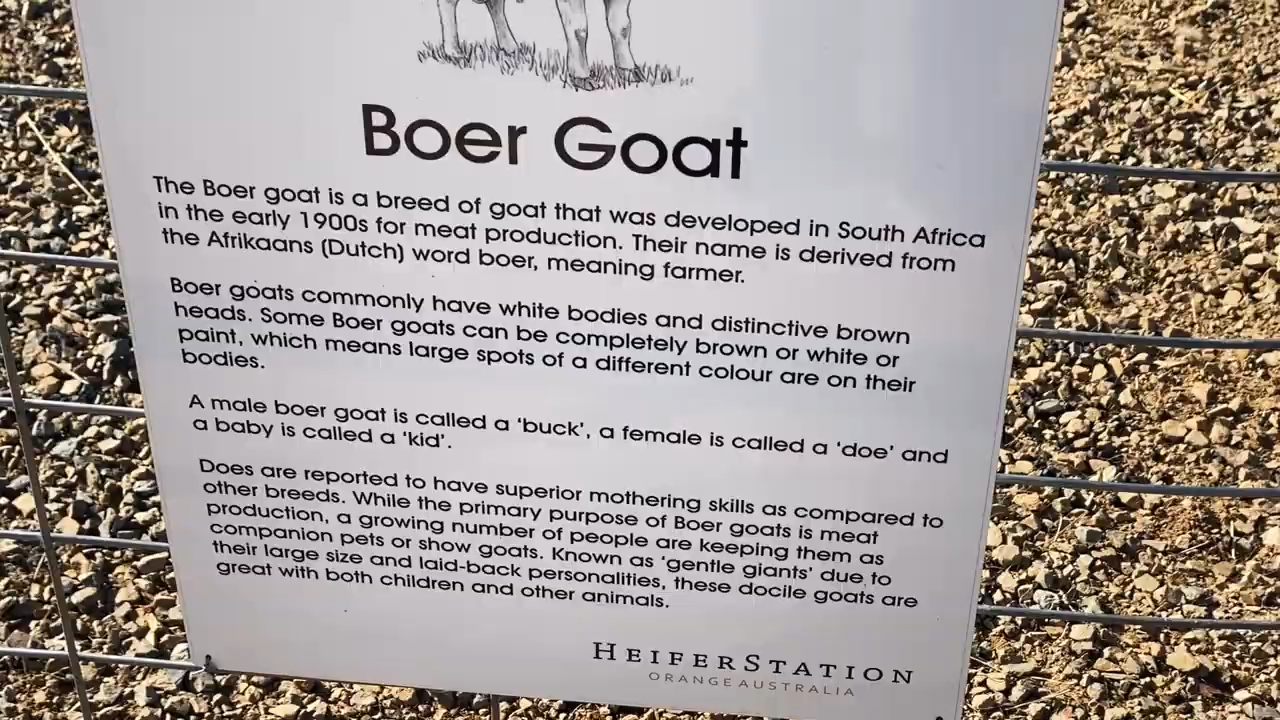 Boer Goat
The Boer goat is a breed of goat that was developed in South Africa
in the early 1900s for meat production. Their name is derived from
the Afrikaans (Dutch) word boer, meaning farmer.
Boer goats commonly have white bodies and distinctive brown
heads. Some Boer goats can be completely brown or white or
paint, which means large spots of a different colour are on their
bodies.
A male boer goat is called a ‘buck’, a female is called a ‘doe’ and
a baby is called a ‘kid’.
Does are reported to have superior mothering skills as compared to
other breeds. While the primary purpose of Boer goats is meat
production, a growing number of people are keeping them as
companion pets or show goats. Known as ‘gentle giants’ due to
their large size and laid-back personalities, these docile goats are
great with both children and other animals.
HEIFER STATION
ORANGE AUSTRALIA